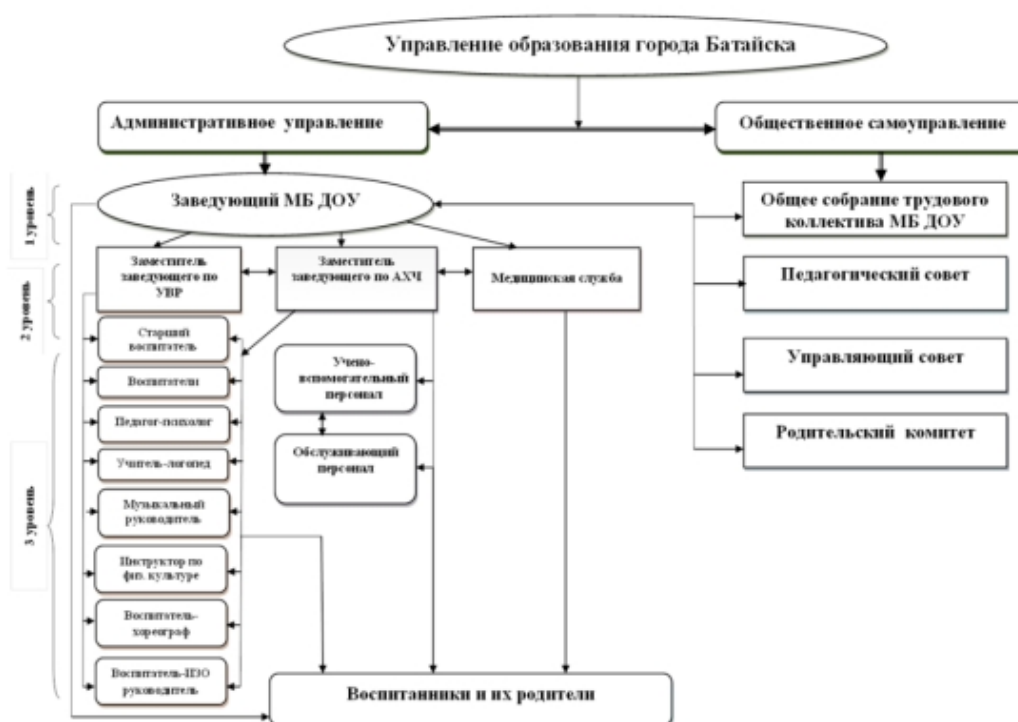 Управление образования города Батайска
Административное управление
Общественное самоуправление
1 уровень
Заведующий МБ ДОУ
Общее собрание трудового
коллектива МБ ДОУ
2 уровень
Заместитель
заведующего по
УВР
Заместитель
заведующего по АХЧ
Медицинская служба
Педагогический совет
Старший
воспитатель
Учено-
вспомогательный
персонал
Управляющий совет
3 уровень
Воспитатели
Педагог-психолог
Обслуживающий
персонал
Родительский комитет
Учитель-логопед
Музыкальный
руководитель
Инструктор по
физ. культуре
Воспитатель-
хореограф
Воспитатель-ИЗО
руководитель
Воспитанники и их родители